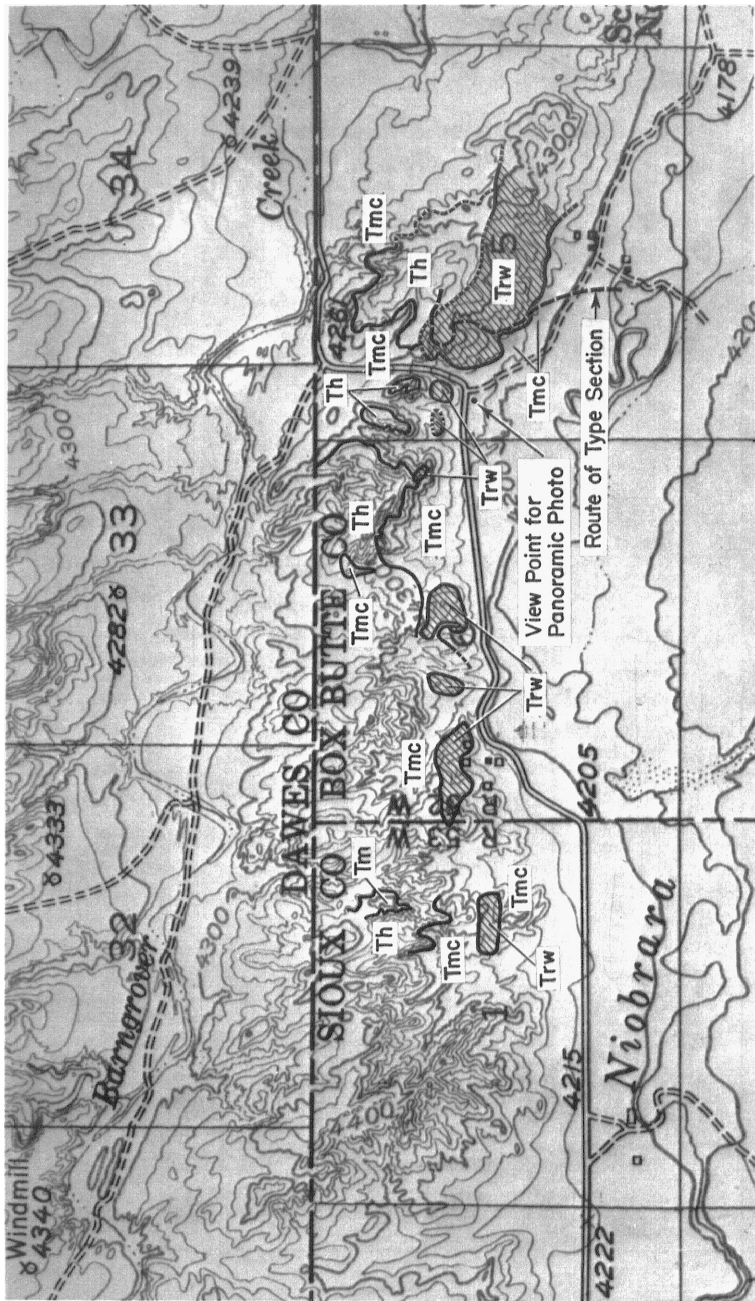 Windmill
4340
Barngrover
32
4333
4282
33
4300
4300
34
4239
Creek
DAWES CO
SIOUX CO
BOX BUTTE CO
4261
Tm
Th
Tmc
Trw
Tmc
Tmc
Trw
Tmc
Th
Tmc
Th
Tmc
Th
Tmc
Trw
Trw
5
4300
4400
1
Tmc
View Point for
Panoramic Photo
Route of Type Section
4200
4205
4215
4222
4178
Niobrara